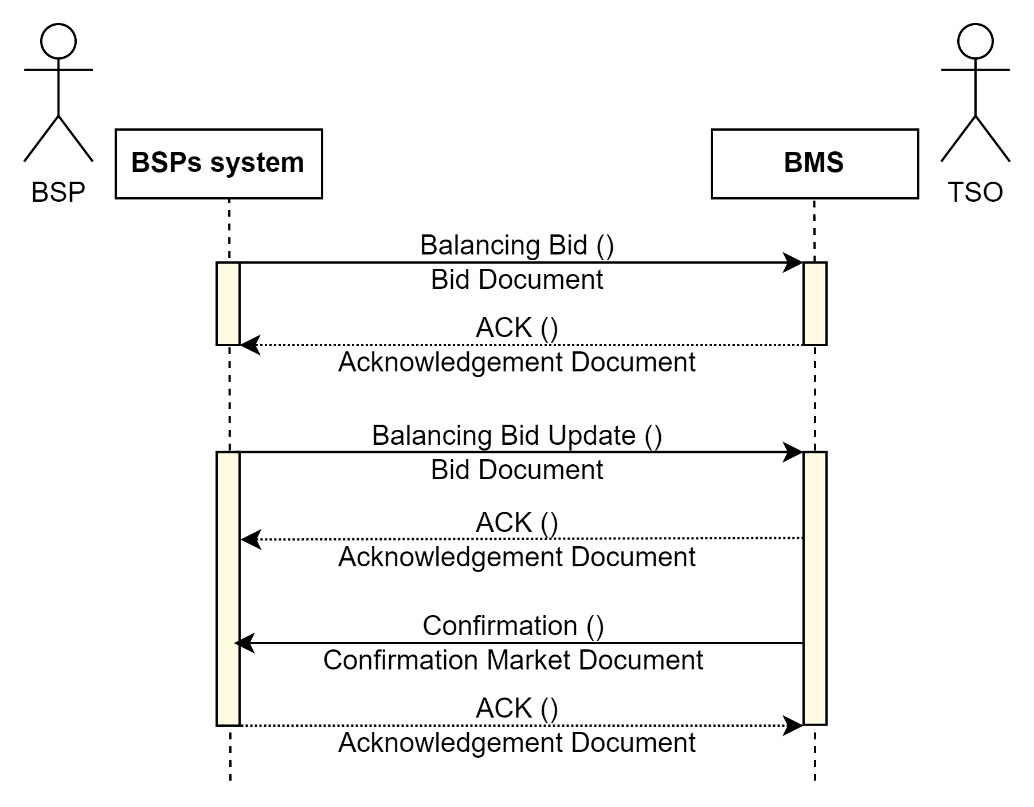 BSP
BSPs system
BMS
TSO
Balancing Bid ()
Bid Document
ACK ()
Acknowledgement Document
Balancing Bid Update ()
Bid Document
ACK ()
Acknowledgement Document
Confirmation ()
Confirmation Market Document
ACK ()
Acknowledgement Document